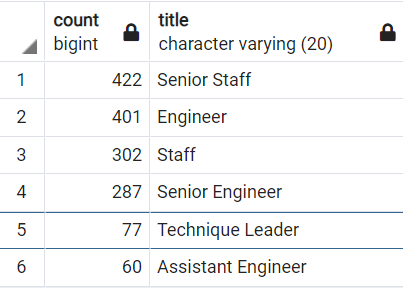 count title
bigint character varying (20)
1 422 Senior Staff
2 401 Engineer
3 302 Staff
4 287 Senior Engineer
5 77 Technique Leader
6 60 Assistant Engineer